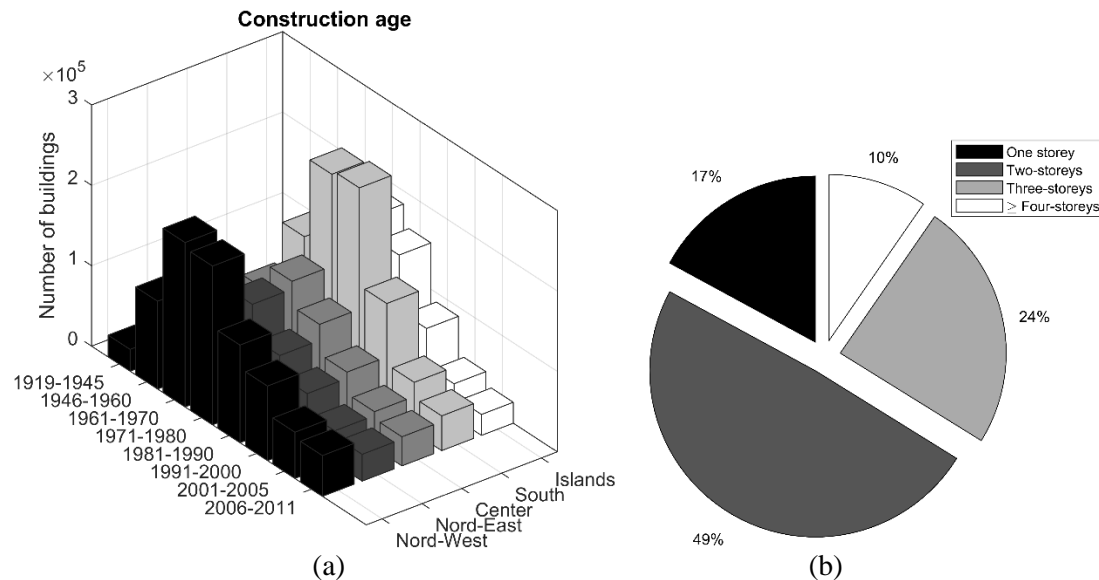 Construction age
×10^5
3
2
1
0
Number of buildings
1919-1945
1946-1960
1961-1970
1971-1980
1981-1990
1991-2000
2001-2005
2006-2011
Islands
South
Center
Nord-East
Nord-West
(a)
One storey
Two-storeys
Three-storeys
≥ Four-storeys
10%
17%
24%
49%
(b)